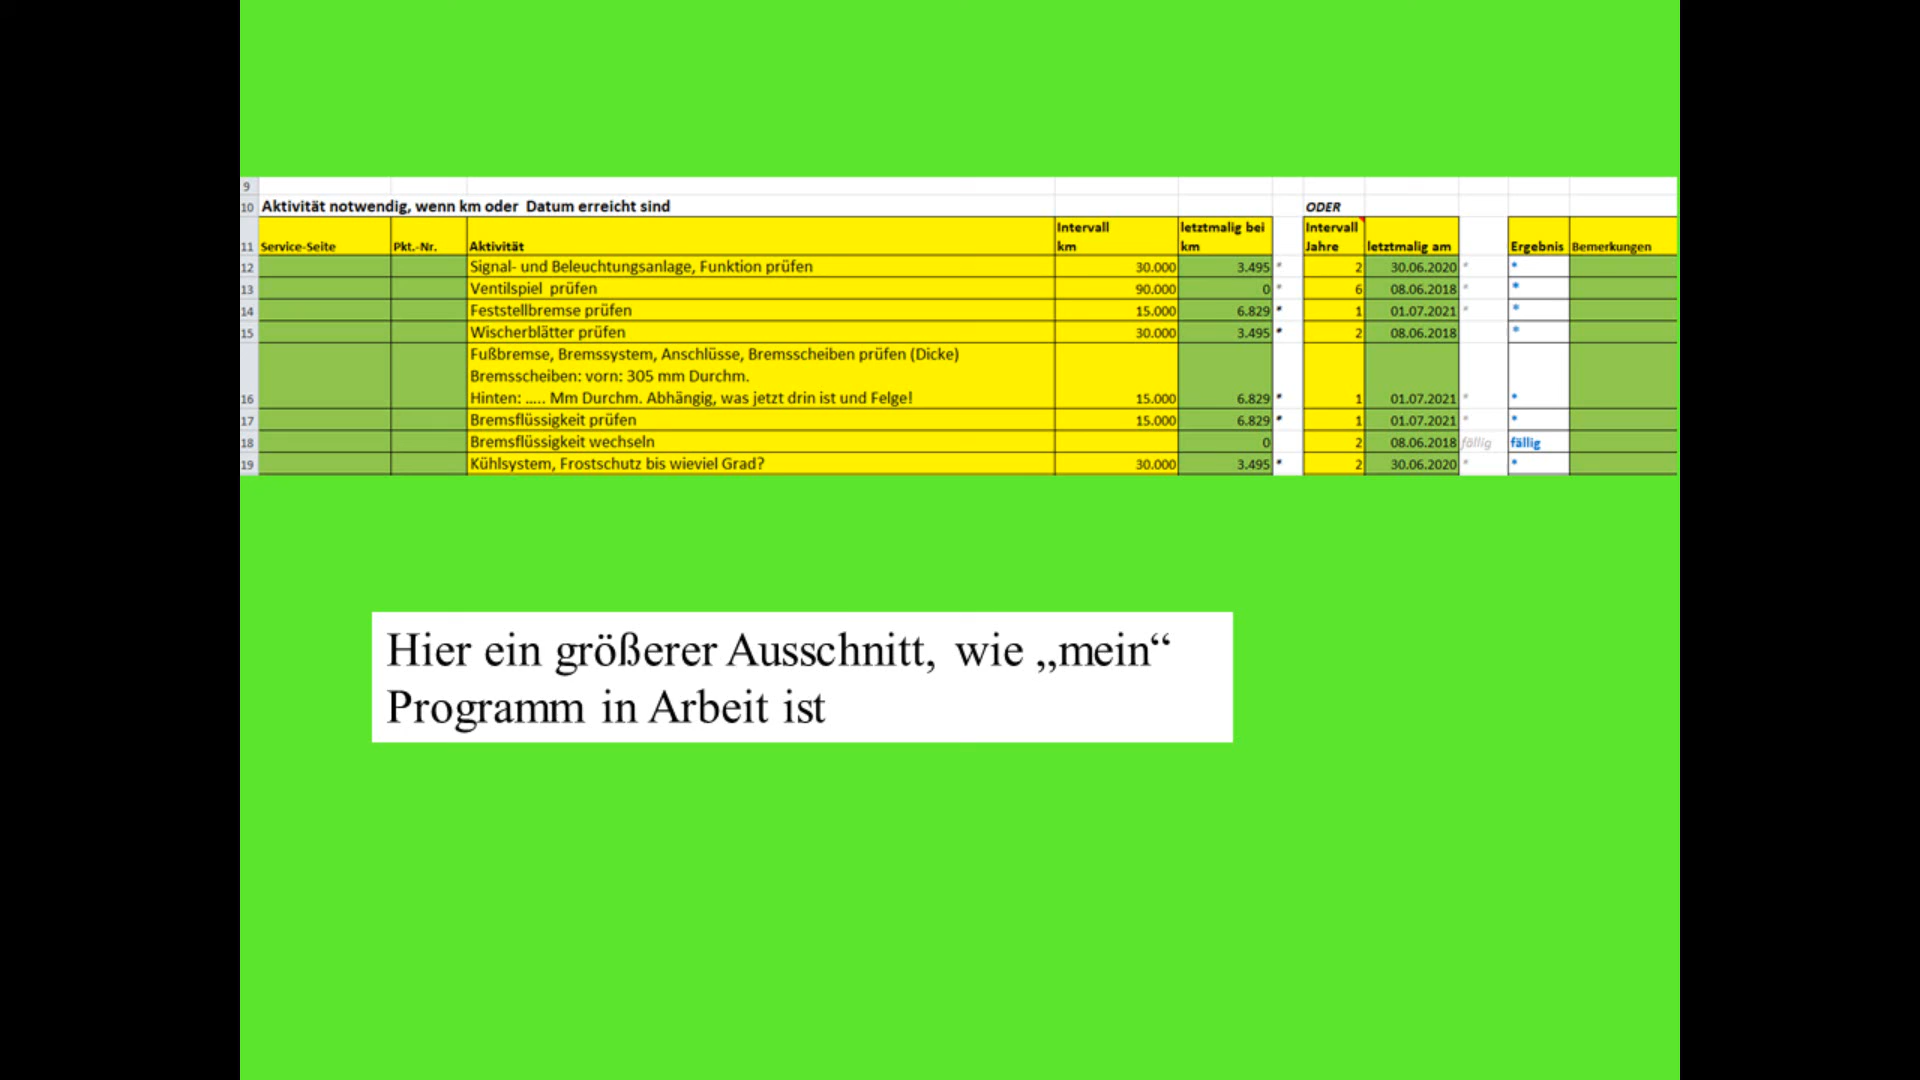 9
10 Aktivität notwendig, wenn km oder Datum erreicht sind ODER
Intervall letztmalig bei Intervall
11 Service-Seite Pkt.-Nr. Aktivität km km Jahre letztmalig am Ergebnis Bemerkungen
12 Signal- und Beleuchtungsanlage, Funktion prüfen 30.000 3.495 * 2 30.06.2020 * *
13 Ventilspiel prüfen 90.000 0 * 6 08.06.2018 * *
14 Feststellbremse prüfen 15.000 6.829 * 1 01.07.2021 * *
15 Wischerblätter prüfen 30.000 3.495 * 2 08.06.2018 *
Fußbremse, Bremssystem, Anschlüsse, Bremsscheiben prüfen (Dicke)
Bremsscheiben: vorn: 305 mm Durchm.
16 Hinten: ..... Mm Durchm. Abhängig, was jetzt drin ist und Felge! 15.000 6.829 * 1 01.07.2021 * *
17 Bremsflüssigkeit prüfen 15.000 6.829 * 1 01.07.2021 * *
18 Bremsflüssigkeit wechseln 0 2 08.06.2018 fällig fällig
19 Kühlsystem, Frostschutz bis wieviel Grad? 30.000 3.495 * 2 30.06.2020 * *
Hier ein größerer Ausschnitt, wie „mein“
Programm in Arbeit ist